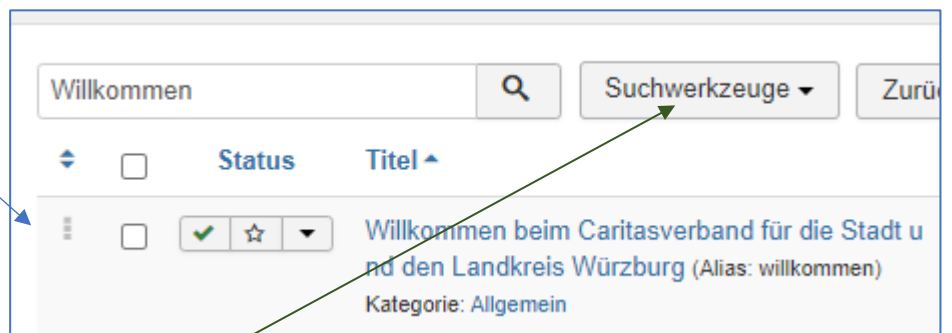 Willkommen
Suchwerkzeuge
Zurü
Status Titel
Willkommen beim Caritasverband für die Stadt u
nd den Landkreis Würzburg (Alias: willkommen)
Kategorie: Allgemein